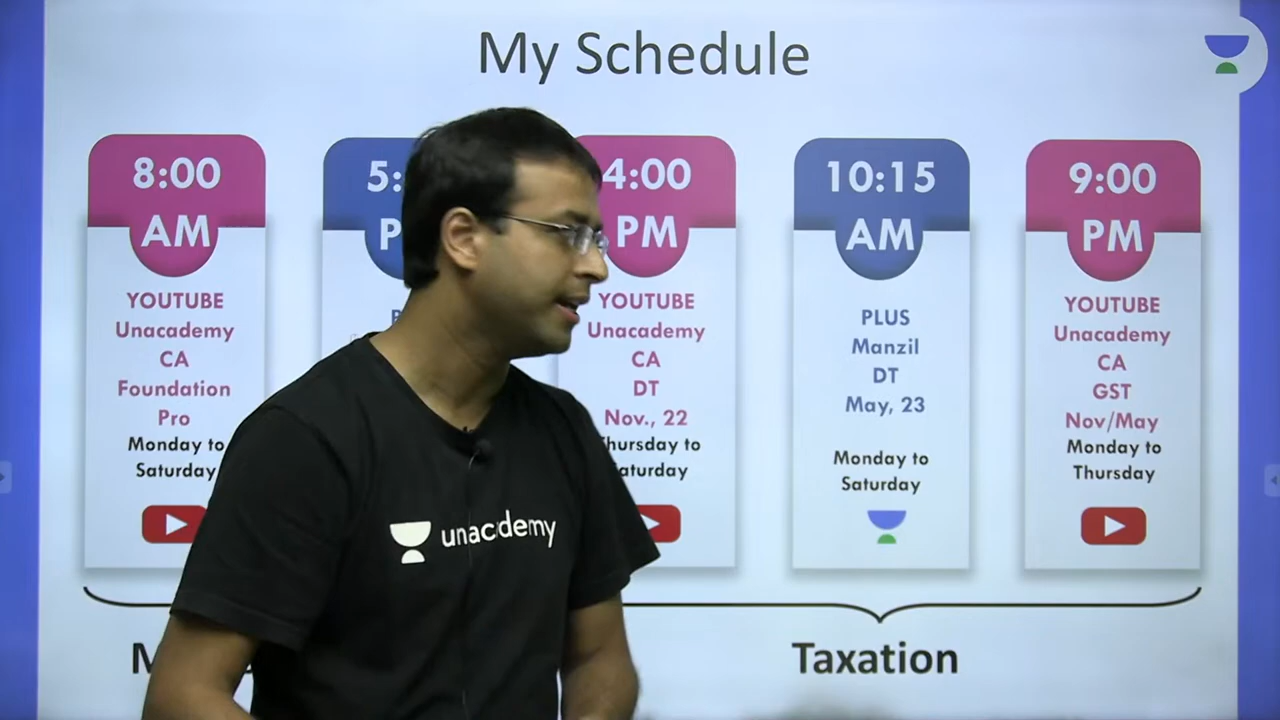 My Schedule
8:00
AM
YOUTUBE
Unacademy
CA
Foundation
Pro
Monday to
Saturday
5:
4:00
PM
YOUTUBE
Unacademy
CA
DT
Nov., 22
Thursday to
Saturday
10:15
AM
PLUS
Manzil
DT
May, 23
Monday to
Saturday
9:00
PM
YOUTUBE
Unacademy
CA
GST
Nov/May
Monday to
Thursday
unacademy
Taxation